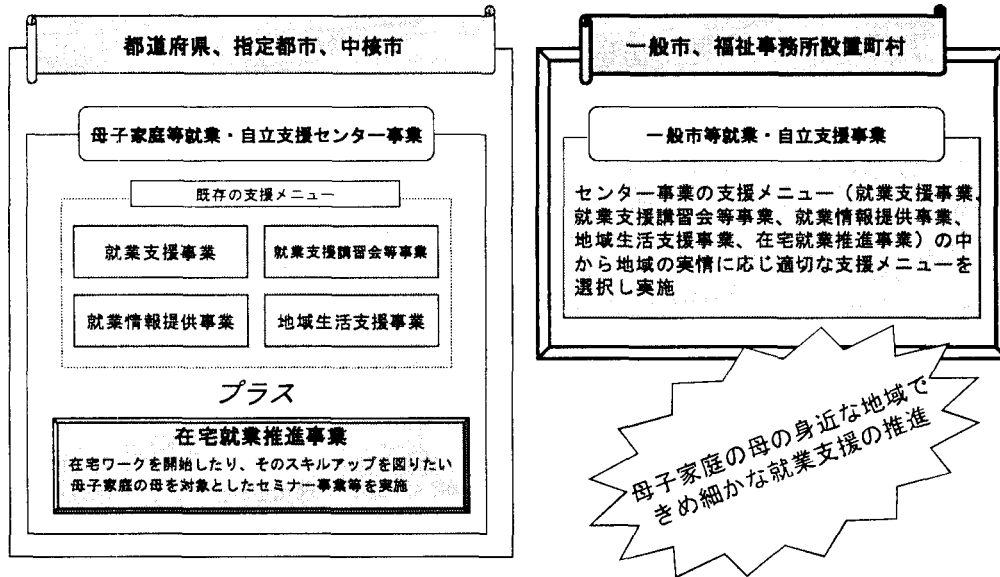 都道府県、指定都市、中核市
母子家庭等就業・自立支援センター事業
既存の支援メニュー
就業支援事業
就業支援講習会等事業
就業情報提供事業
地域生活支援事業
プラス
在宅就業推進事業
在宅ワークを開始したり、そのスキルアップを図りたい
母子家庭の母を対象としたセミナー事業等を実施
一般市、福祉事務所設置町村
一般市等就業・自立支援事業
センター事業の支援メニュー（就業支援事業、
就業支援講習会等事業、就業情報提供事業、
地域生活支援事業、在宅就業推進事業）の中
から地域の実情に応じ適切な支援メニューを
選択し実施
母子家庭の母の身近な地域で
きめ細かな就業支援の推進